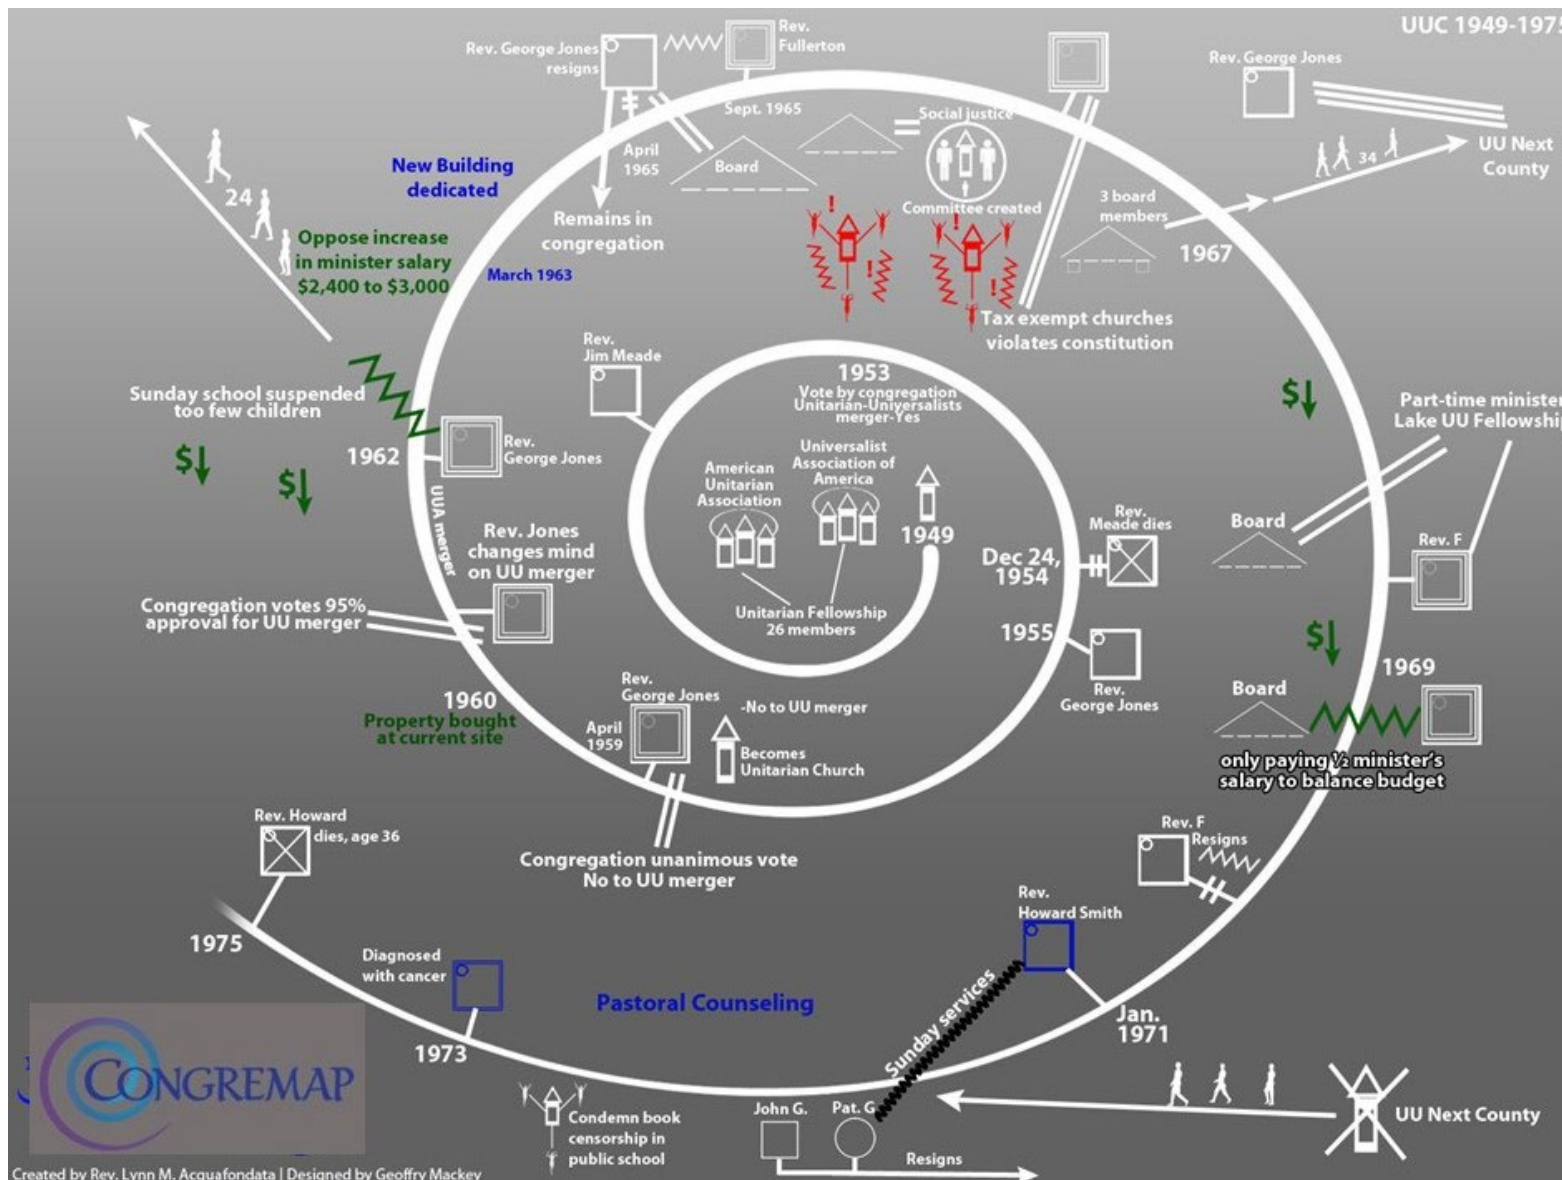 UUC 1949-1975
Rev. George Jones
resigns
Rev.
Fullerton
Sept. 1965
April
1965
Board
Remains in
congregation
Social justice
Committee created
!
!
!
!
Tax exempt churches
violates constitution
3 board
members
1967
Rev. George Jones
34
UU Next
County
New Building
dedicated
March 1963
24
Oppose increase
in minister salary
$2,400 to $3,000
Sunday school suspended
too few children
$
$
1962
Rev.
George Jones
UUA merger
Rev. Jones
changes mind
on UU merger
Congregation votes 95%
approval for UU merger
1960
Property bought
at current site
Rev.
Jim Meade
1953
Vote by congregation
Unitarian-Universalists
merger-Yes
American
Unitarian
Association
Universalist
Association of
America
1949
Unitarian Fellowship
26 members
Dec 24,
1954
Rev.
Meade dies
1955
Rev.
George Jones
Rev.
George Jones
April
1959
-No to UU merger
Becomes
Unitarian Church
Congregation unanimous vote
No to UU merger
$
Part-time minister
Lake UU Fellowship
Board
Rev. F
$
1969
Board
only paying ½ minister's
salary to balance budget
Rev. F
Resigns
Rev.
Howard Smith
Jan.
1971
Sunday services
Pastoral Counseling
Diagnosed
with cancer
1973
Rev. Howard
dies, age 36
1975
CONGREMAP
Condemn book
censorship in
public school
John G.
Pat. G
Resigns
UU Next County
Created by Rev. Lynn M. Acquafondata | Designed by Geoffry Mackey